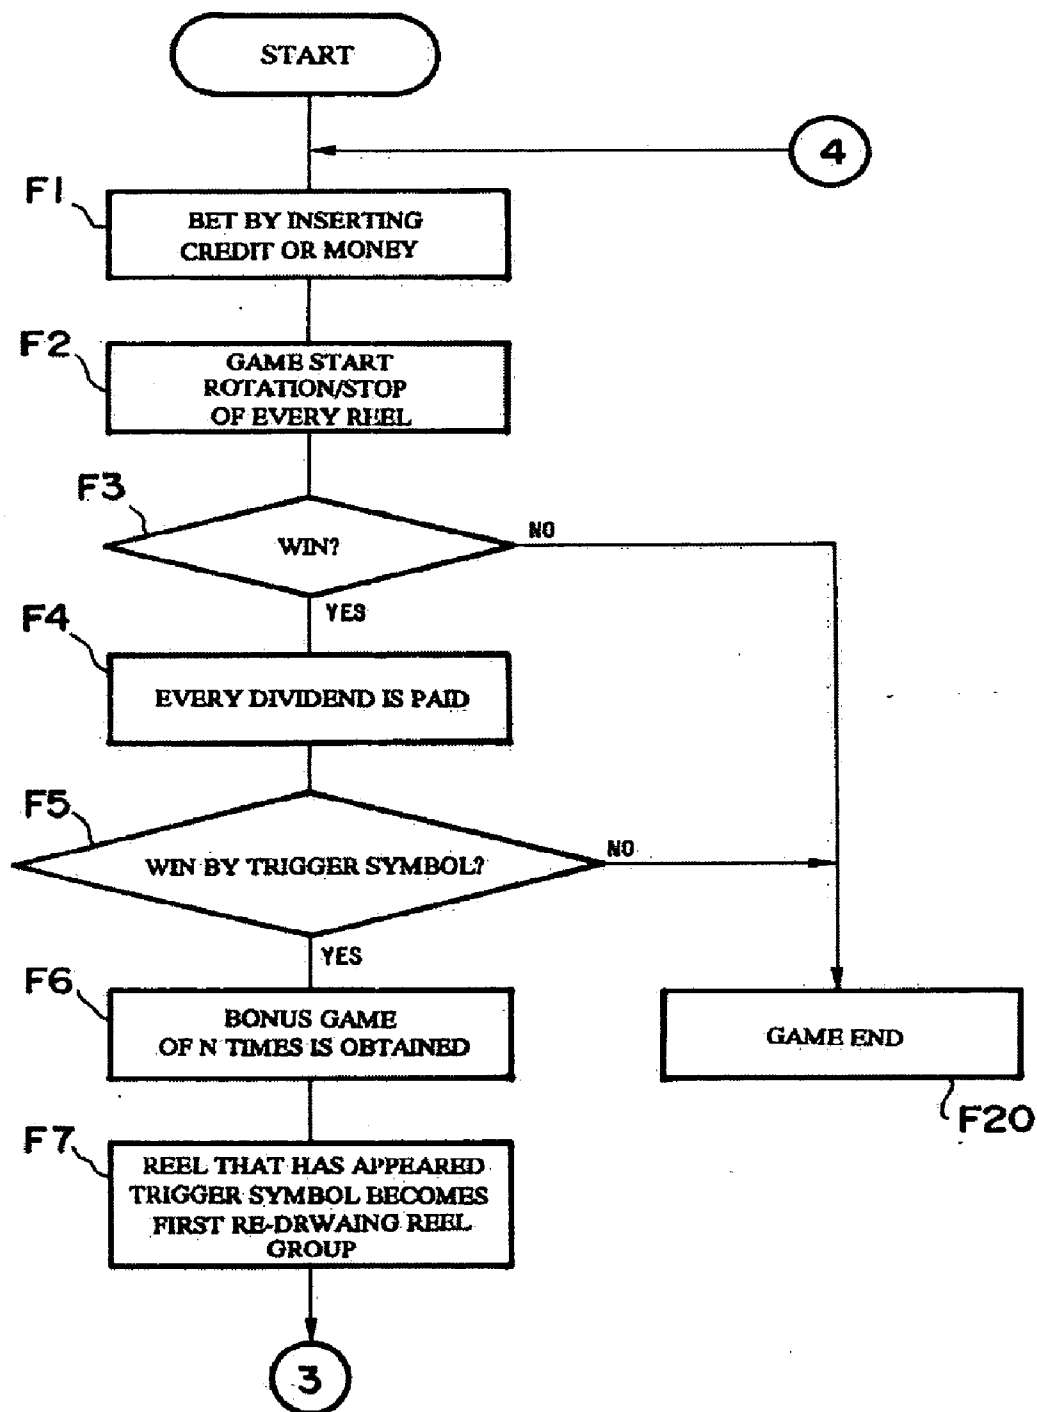 START
4
F1
BET BY INSERTING
CREDIT OR MONEY
F2
GAME START
ROTATION/STOP
OF EVERY REEL
F3
WIN?
NO
YES
F4
EVERY DIVIDEND IS PAID
F5
WIN BY TRIGGER SYMBOL?
NO
YES
F6
BONUS GAME
OF N TIMES IS OBTAINED
GAME END
F20
F7
REEL THAT HAS APPEARED
TRIGGER SYMBOL BECOMES
FIRST RE-DRWAING REEL
GROUP
3